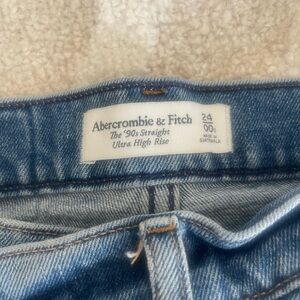 Abercrombie & Fitch
The '90s Straight
Ultra High Rise
24
00
MADE IN
GUATEMALA